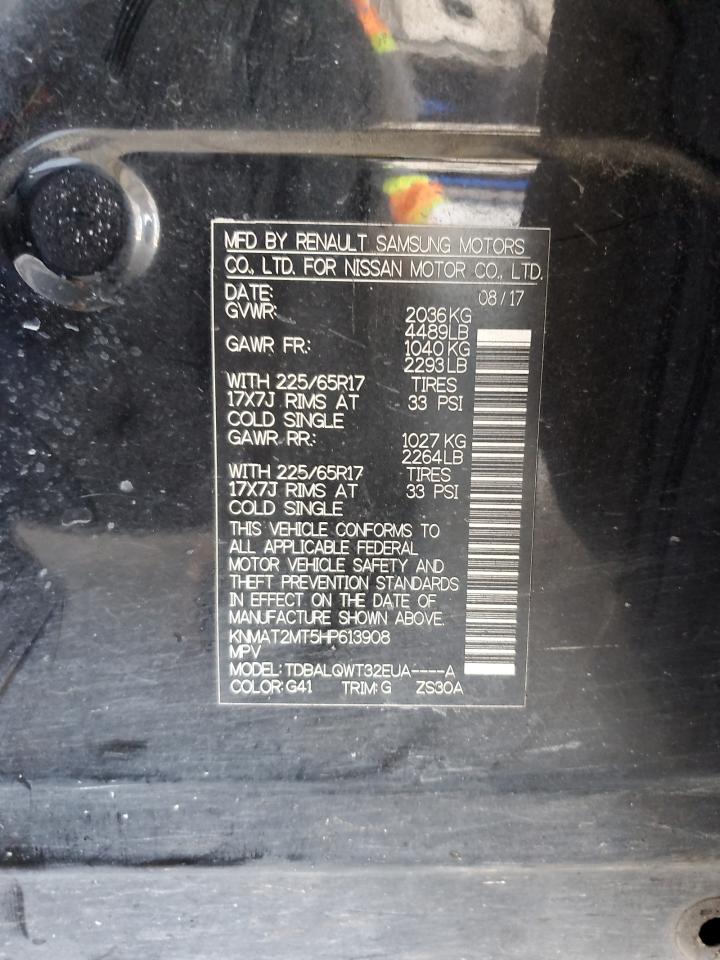 MFD BY RENAULT SAMSUNG MOTORS
CO., LTD. FOR NISSAN MOTOR CO., LTD.
DATE: 08/17
GVWR: 2036KG
4489LB
GAWR FR: 1040 KG
2293LB
WITH 225/65R17 TIRES
17X7J RIMS AT 33 PSI
COLD SINGLE
GAWR RR: 1027 KG
2264LB
WITH 225/65R17 TIRES
17X7J RIMS AT 33 PSI
COLD SINGLE
THIS VEHICLE CONFORMS TO
ALL APPLICABLE FEDERAL
MOTOR VEHICLE SAFETY AND
THEFT PREVENTION STANDARDS
IN EFFECT ON THE DATE OF
MANUFACTURE SHOWN ABOVE.
KNMAT2MT5HP613908
MPV
MODEL: TDBALQWT32EUA----A
COLOR: G41 TRIM: G ZS30A